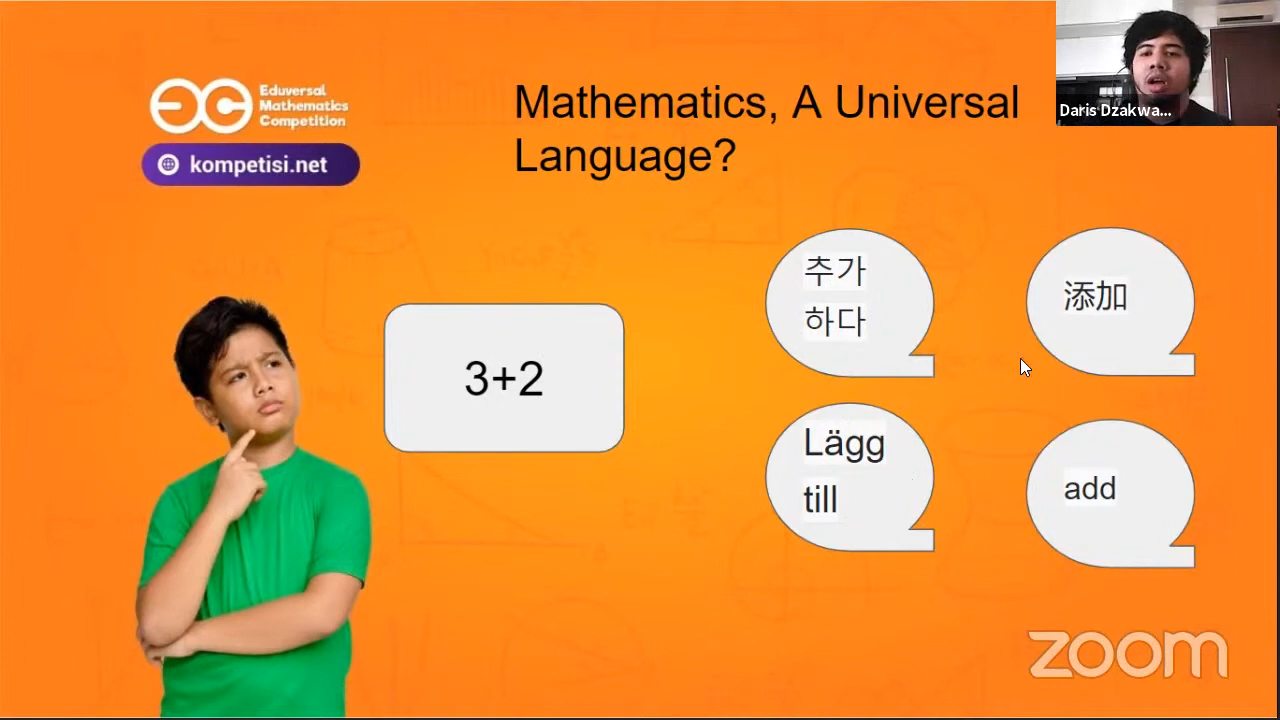 Eduversal
Mathematics
Competition
kompetisi.net
Mathematics, A Universal
Language?
Daris Dzakwa...
3+2
추가
하다
添加
Lägg
till
add
zoom